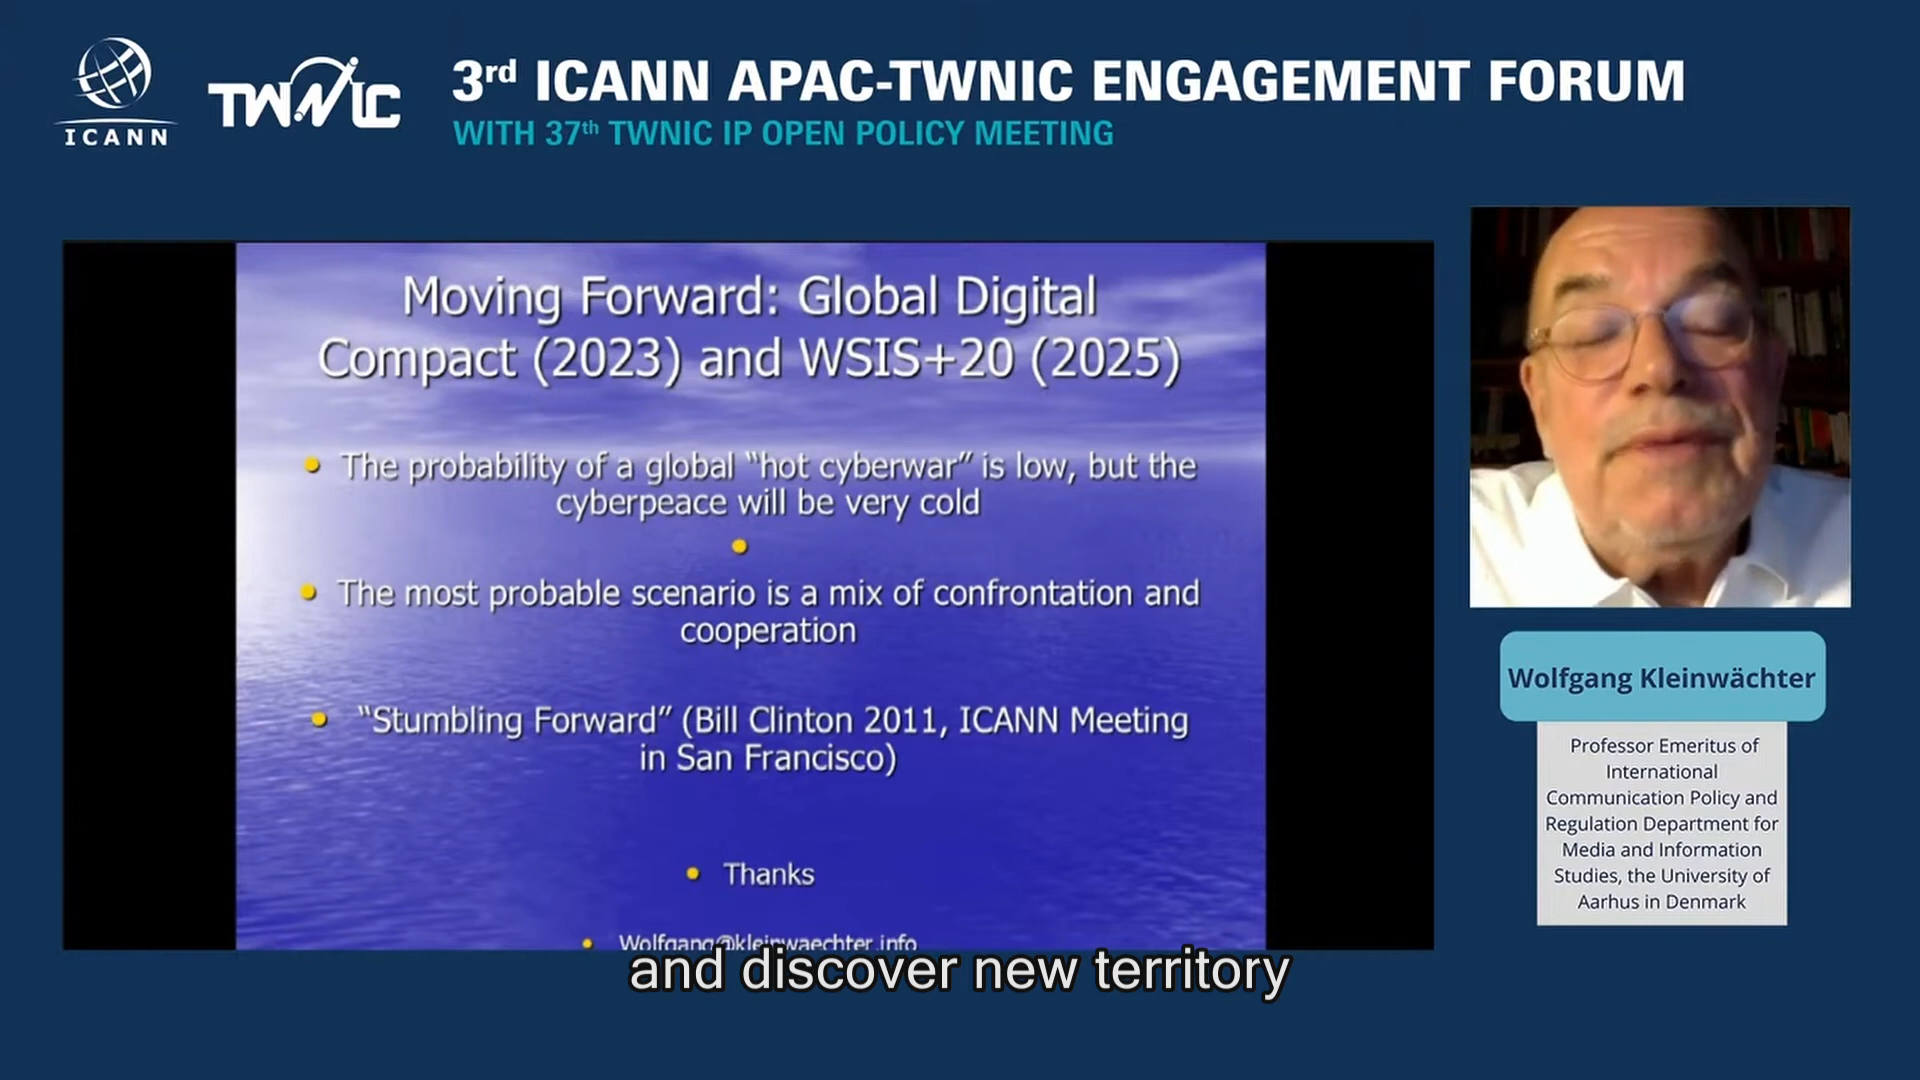 ICANN
TWNIC
3rd ICANN APAC-TWNIC ENGAGEMENT FORUM
WITH 37th TWNIC IP OPEN POLICY MEETING
Moving Forward: Global Digital
Compact (2023) and WSIS+20 (2025)
• The probability of a global “hot cyberwar” is low, but the
cyberpeace will be very cold
•
• The most probable scenario is a mix of confrontation and
cooperation
• “Stumbling Forward” (Bill Clinton 2011, ICANN Meeting
in San Francisco)
• Thanks
• Wolfgang@kleinwaechter.info
Wolfgang Kleinwächter
Professor Emeritus of
International
Communication Policy and
Regulation Department for
Media and Information
Studies, the University of
Aarhus in Denmark
and discover new territory